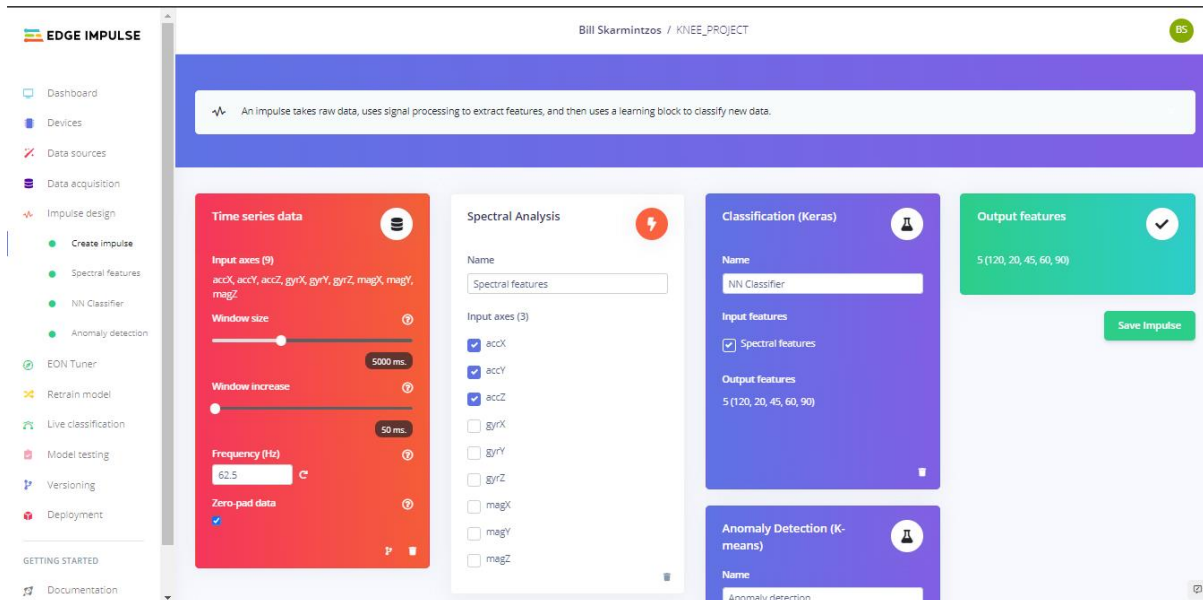 EDGE IMPULSE
Bill Skarmintzos / KNEE_PROJECT
BS
Dashboard
Devices
Data sources
Data acquisition
Impulse design
Create impulse
Spectral features
NN Classifier
Anomaly detection
EON Tuner
Retrain model
Live classification
Model testing
Versioning
Deployment
GETTING STARTED
Documentation
An impulse takes raw data, uses signal processing to extract features, and then uses a learning block to classify new data.
Time series data
Input axes (9)
accX, accY, accZ, gyrX, gyrY, gyrZ, magX, magY,
magZ
Window size
5000 ms.
Window increase
50 ms.
Frequency (Hz)
62.5
Zero-pad data
Spectral Analysis
Name
Spectral features
Input axes (3)
accX
accY
accZ
gyrX
gyrY
gyrZ
magX
magY
magZ
Classification (Keras)
Name
NN Classifier
Input features
Spectral features
Output features
5 (120, 20, 45, 60, 90)
Anomaly Detection (K-
means)
Name
Anomaly detection
Output features
5 (120, 20, 45, 60, 90)
Save Impulse